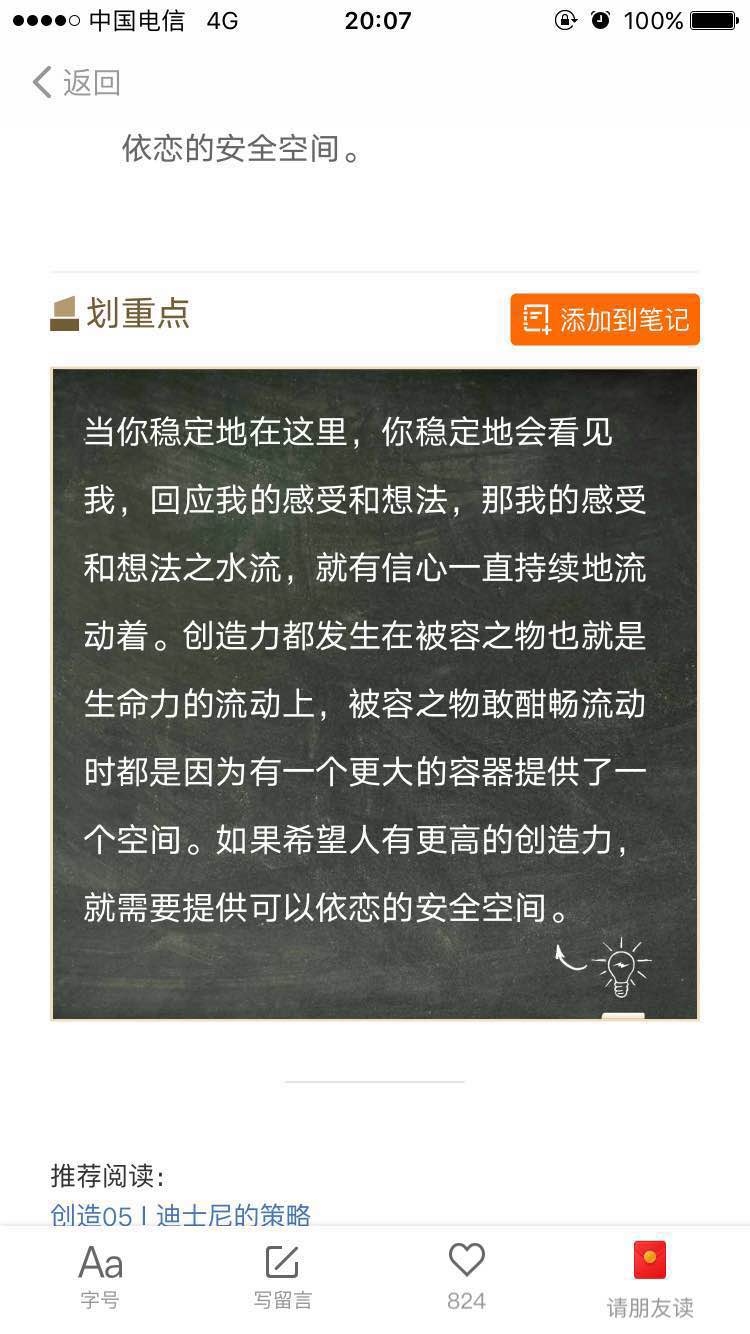 中国电信 4G 20:07 100%
返回
依恋的安全空间。
划重点
添加到笔记
当你稳定地在这里，你稳定地会看见
我，回应我的感受和想法，那我的感受
和想法之水流，就有信心一直持续地流
动着。创造力都发生在被容之物也就是
生命力的流动上，被容之物敢酣畅流动
时都是因为有一个更大的容器提供了一
个空间。如果希望人有更高的创造力，
就需要提供可以依恋的安全空间。
推荐阅读：
创造05丨迪士尼的策略
Aa
字号
写留言
824
请朋友读